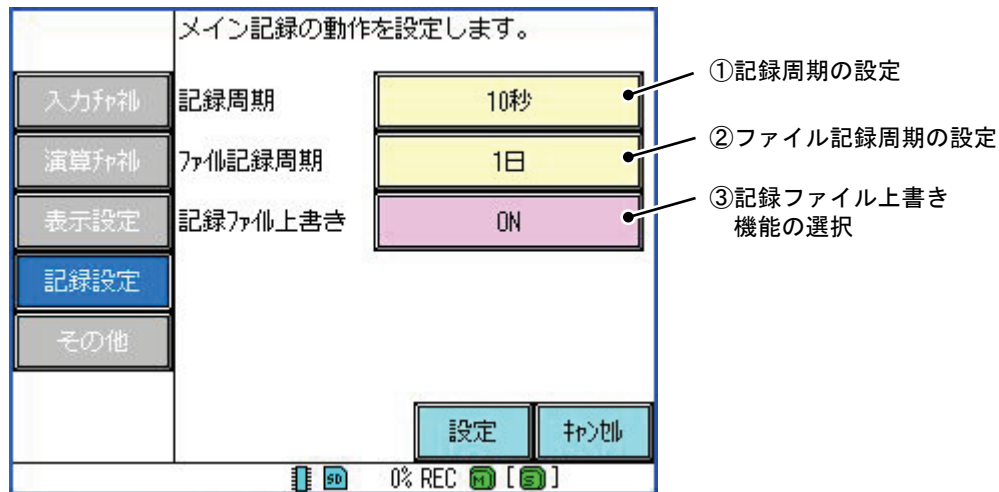 メイン記録の動作を設定します。
入力ﾁｬﾈﾙ
記録周期
10秒
①記録周期の設定
演算ﾁｬﾈﾙ
ﾌｧｲﾙ記録周期
1日
②ファイル記録周期の設定
表示設定
記録ﾌｧｲﾙ上書き
ON
③記録ファイル上書き
機能の選択
記録設定
その他
設定
ｷｬﾝｾﾙ
SD 0% REC M [S]